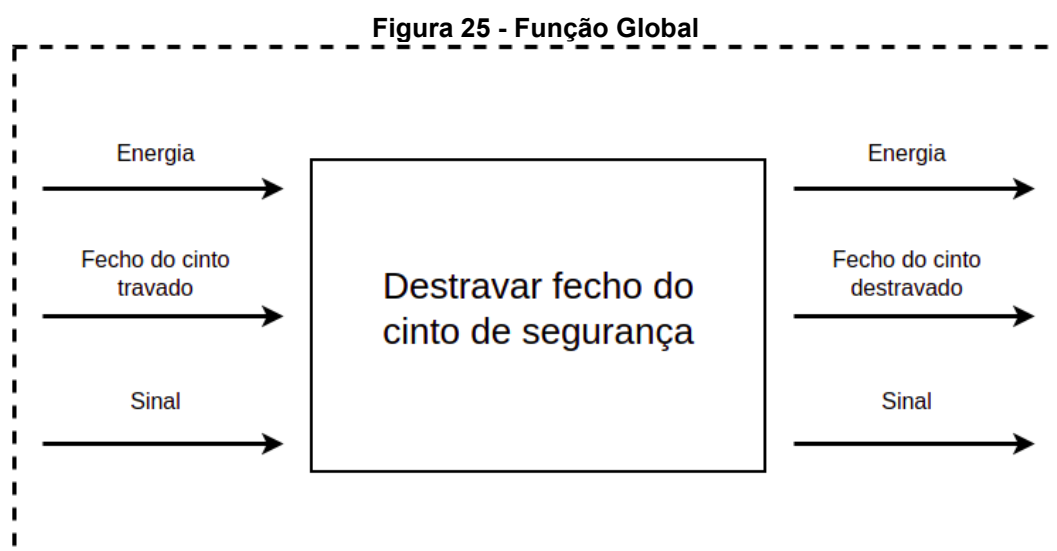 Figura 25 - Função Global
Energia
Energia
Fecho do cinto
travado
Destravar fecho do
cinto de segurança
Fecho do cinto
destravado
Sinal
Sinal